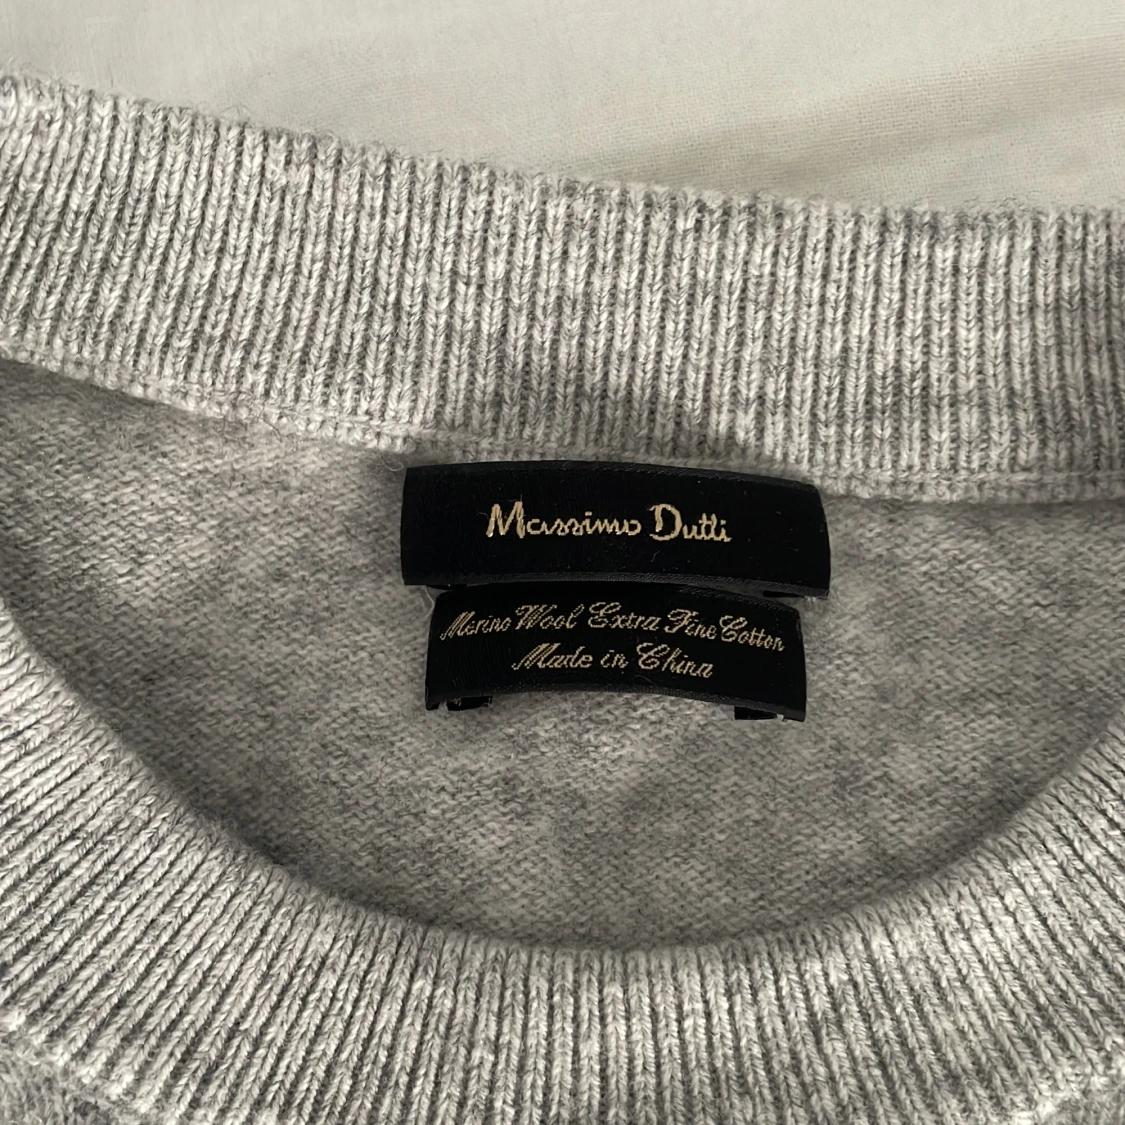 Massimo Dutti
Merino Wool Extra Fine Cotton
Made in China